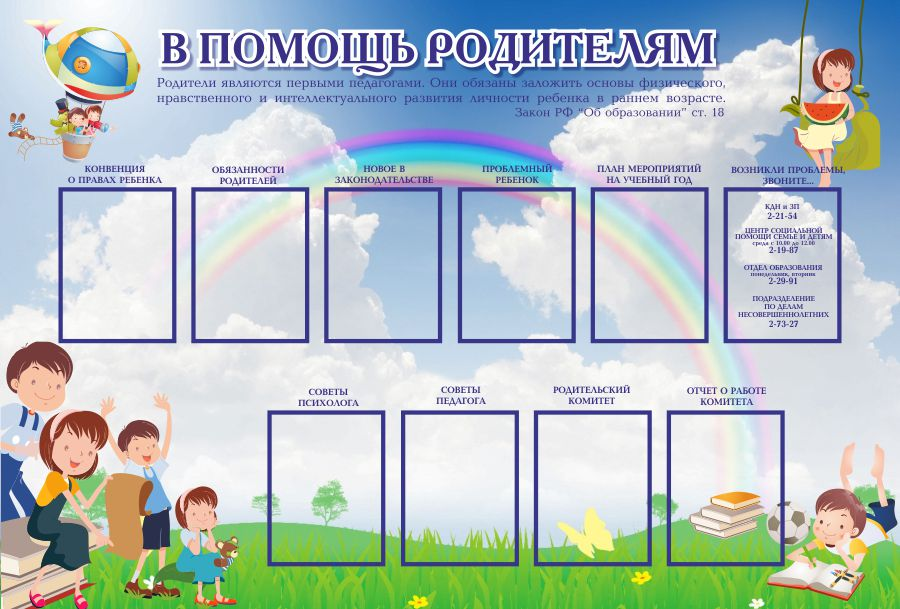 В ПОМОЩЬ РОДИТЕЛЯМ
Родители являются первыми педагогами. Они обязаны заложить основы физического,
нравственного и интеллектуального развития личности ребенка в раннем возрасте.
Закон РФ "Об образовании" ст. 18
КОНВЕНЦИЯ
О ПРАВАХ РЕБЕНКА
ОБЯЗАННОСТИ
РОДИТЕЛЕЙ
НОВОЕ В
ЗАКОНОДАТЕЛЬСТВЕ
ПРОБЛЕМНЫЙ
РЕБЕНОК
ПЛАН МЕРОПРИЯТИЙ
НА УЧЕБНЫЙ ГОД
ВОЗНИКЛИ ПРОБЛЕМЫ,
ЗВОНИТЕ...
КДН и ЗП
2-21-54
ЦЕНТР СОЦИАЛЬНОЙ
ПОМОЩИ СЕМЬЕ И ДЕТЯМ
среда с 10.00 до 12.00
2-19-87
ОТДЕЛ ОБРАЗОВАНИЯ
понедельник, вторник
2-29-91
ПОДРАЗДЕЛЕНИЕ
ПО ДЕЛАМ
НЕСОВЕРШЕННОЛЕТНИХ
2-73-27
СОВЕТЫ
ПСИХОЛОГА
СОВЕТЫ
ПЕДАГОГА
РОДИТЕЛЬСКИЙ
КОМИТЕТ
ОТЧЕТ О РАБОТЕ
КОМИТЕТА